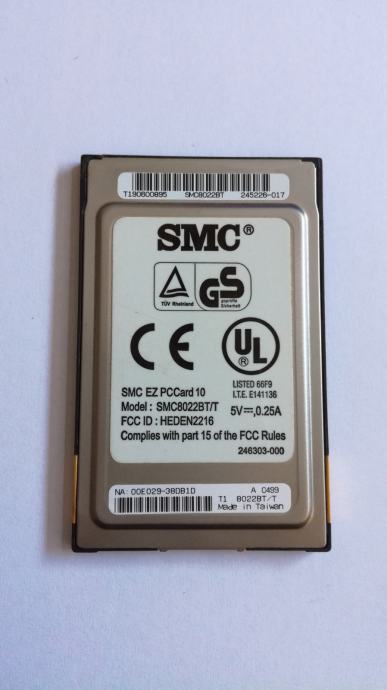 T190600895 SMC8022BT 245226-017
SMC®
TÜV Rheinland
GS
geprüfte
Sicherheit
CE
UL®
SMC EZ PCCard 10
LISTED 66F9
I.T.E. E141136
Model : SMC8022BT/T
5V⎓,0.25A
FCC ID : HEDEN2216
Complies with part 15 of the FCC Rules
246303-000
NA: 00E029-38DB1D
A 0499
T1 8022BT/T
Made in Taiwan